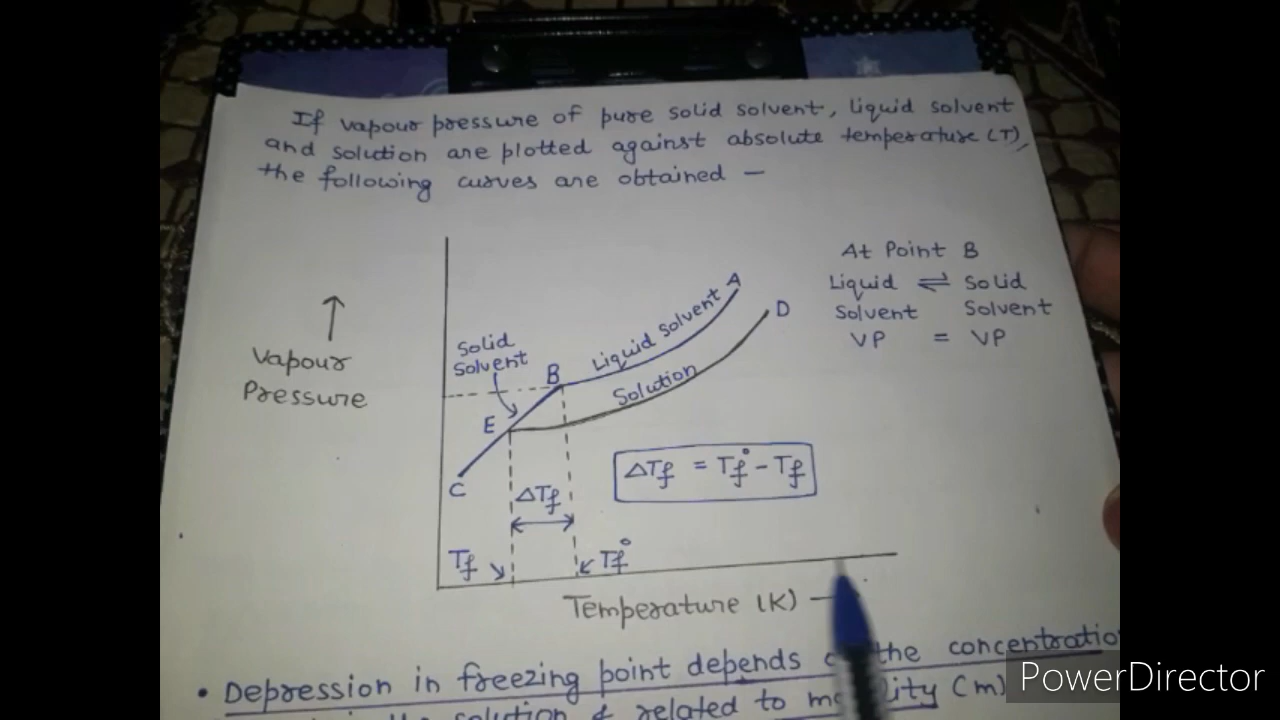 If vapour pressure of pure solid solvent, liquid solvent
and solution are plotted against absolute temperature (T),
the following curves are obtained —
Vapour
Pressure
Solid
Solvent
B
Liquid Solvent
A
D
Solution
E
C
ΔTf
Tf
Tf°
ΔTf = Tf° - Tf
At Point B
Liquid ⇌ Solid
Solvent Solvent
VP = VP
Temperature (K) —
• Depression in freezing point depends the concentration
solution & related to (m)
PowerDirector